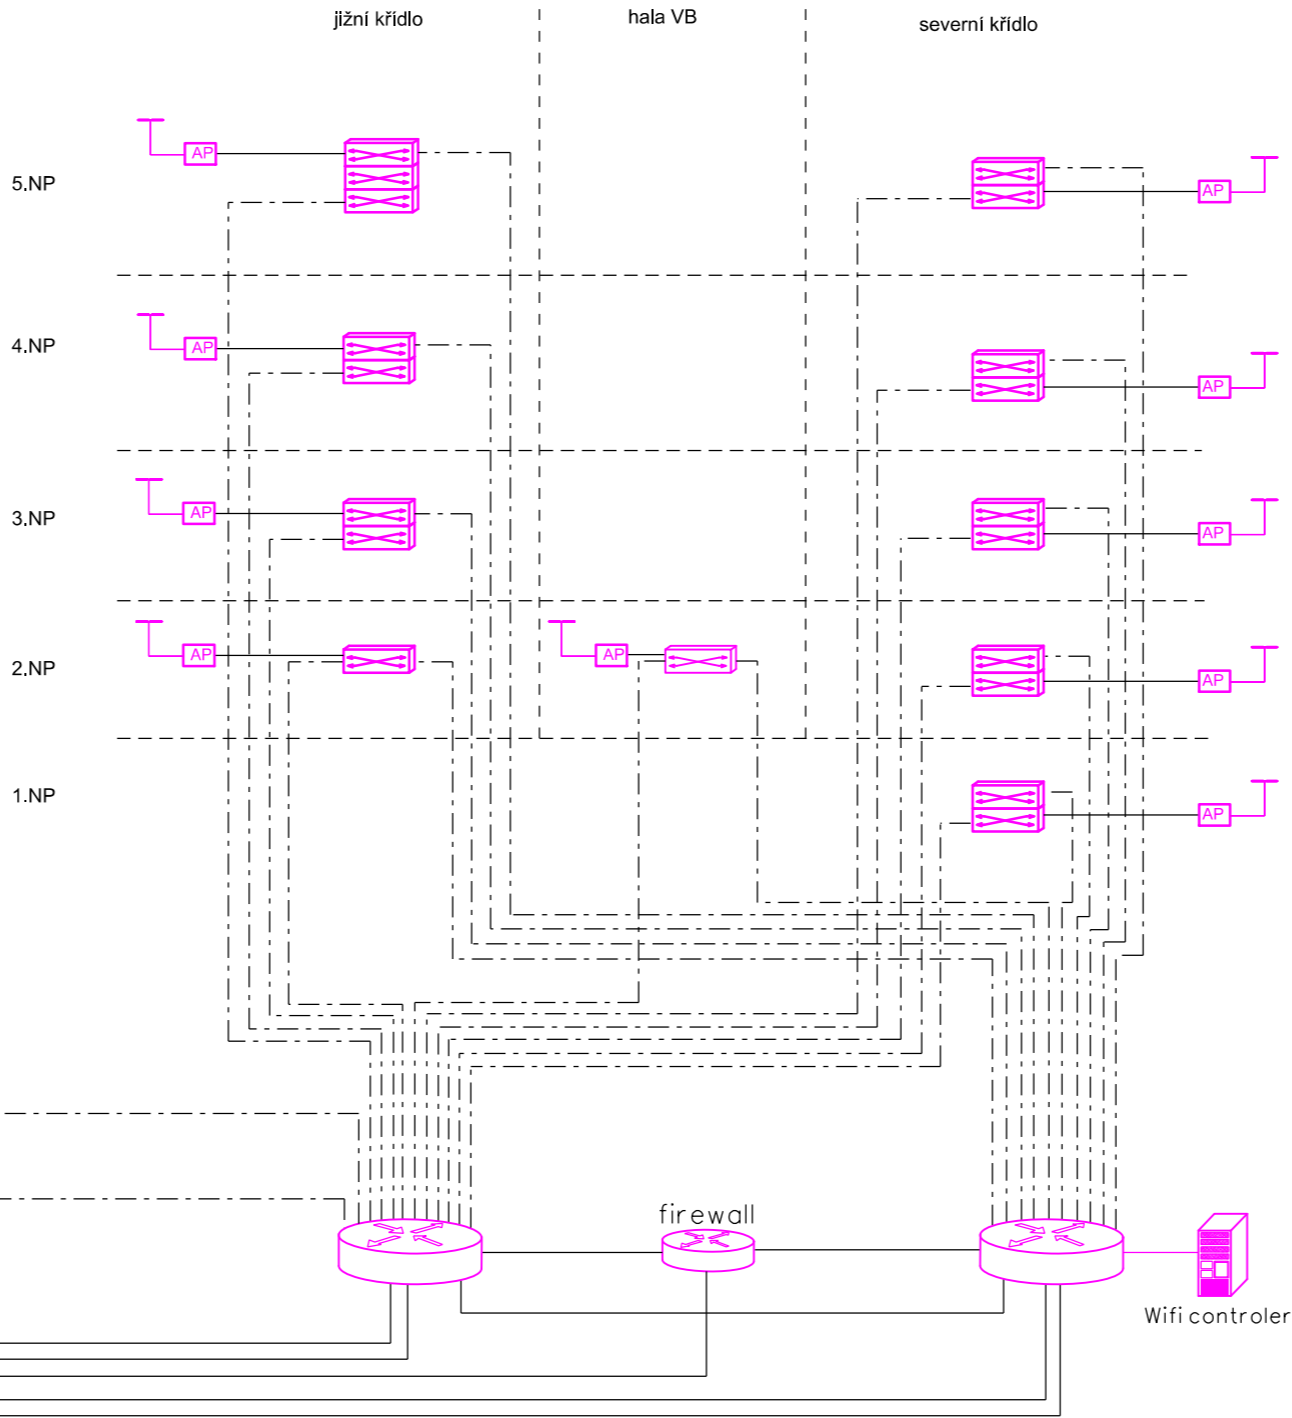 jižní křídlo
hala VB
severní křídlo
AP
5.NP
AP
AP
4.NP
AP
AP
3.NP
AP
AP
AP
2.NP
AP
1.NP
AP
firewall
Wifi controler